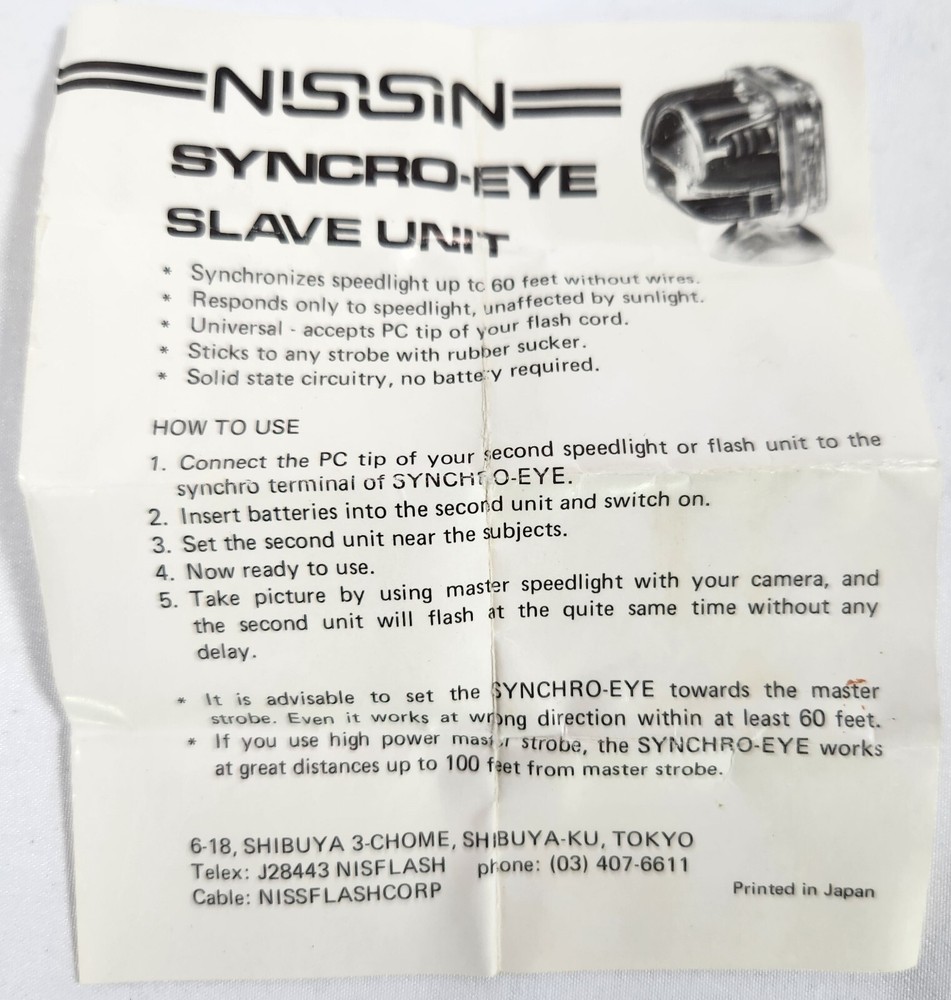 NISSIN
SYNCRO-EYE
SLAVE UNIT
* Synchronizes speedlight up to 60 feet without wires.
* Responds only to speedlight, unaffected by sunlight.
* Universal - accepts PC tip of your flash cord.
* Sticks to any strobe with rubber sucker.
* Solid state circuitry, no battery required.
HOW TO USE
1. Connect the PC tip of your second speedlight or flash unit to the
synchro terminal of SYNCHRO-EYE.
2. Insert batteries into the second unit and switch on.
3. Set the second unit near the subjects.
4. Now ready to use.
5. Take picture by using master speedlight with your camera, and
the second unit will flash at the quite same time without any
delay.
* It is advisable to set the SYNCHRO-EYE towards the master
strobe. Even it works at wrong direction within at least 60 feet.
* If you use high power master strobe, the SYNCHRO-EYE works
at great distances up to 100 feet from master strobe.
6-18, SHIBUYA 3-CHOME, SHIBUYA-KU, TOKYO
Telex: J28443 NISFLASH phone: (03) 407-6611
Cable: NISSFLASHCORP
Printed in Japan